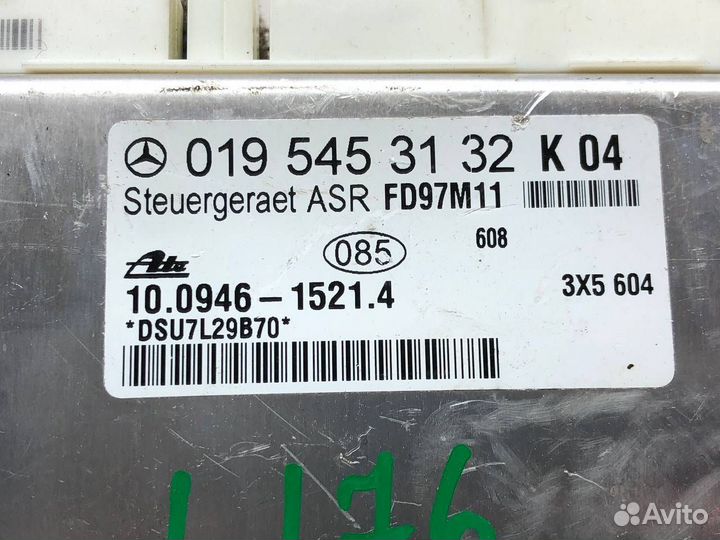 019 545 31 32 K 04
Steuergeraet ASR FD97M11
085
608
Ate
10.0946-1521.4
3X5 604
*DSU7L29B70*
Avito